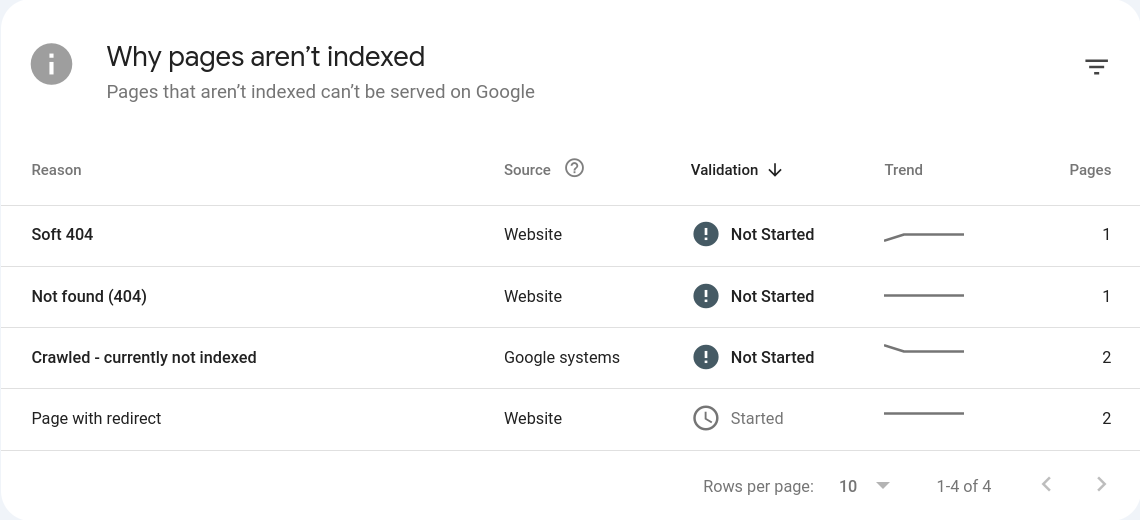 Why pages aren’t indexed
Pages that aren’t indexed can’t be served on Google
Reason Source Validation Trend Pages
Soft 404 Website Not Started 1
Not found (404) Website Not Started 1
Crawled - currently not indexed Google systems Not Started 2
Page with redirect Website Started 2
Rows per page: 10 1-4 of 4